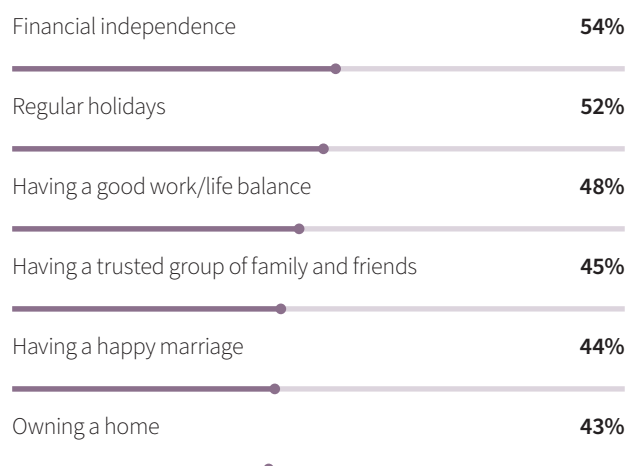 Financial independence 54%
Regular holidays 52%
Having a good work/life balance 48%
Having a trusted group of family and friends 45%
Having a happy marriage 44%
Owning a home 43%